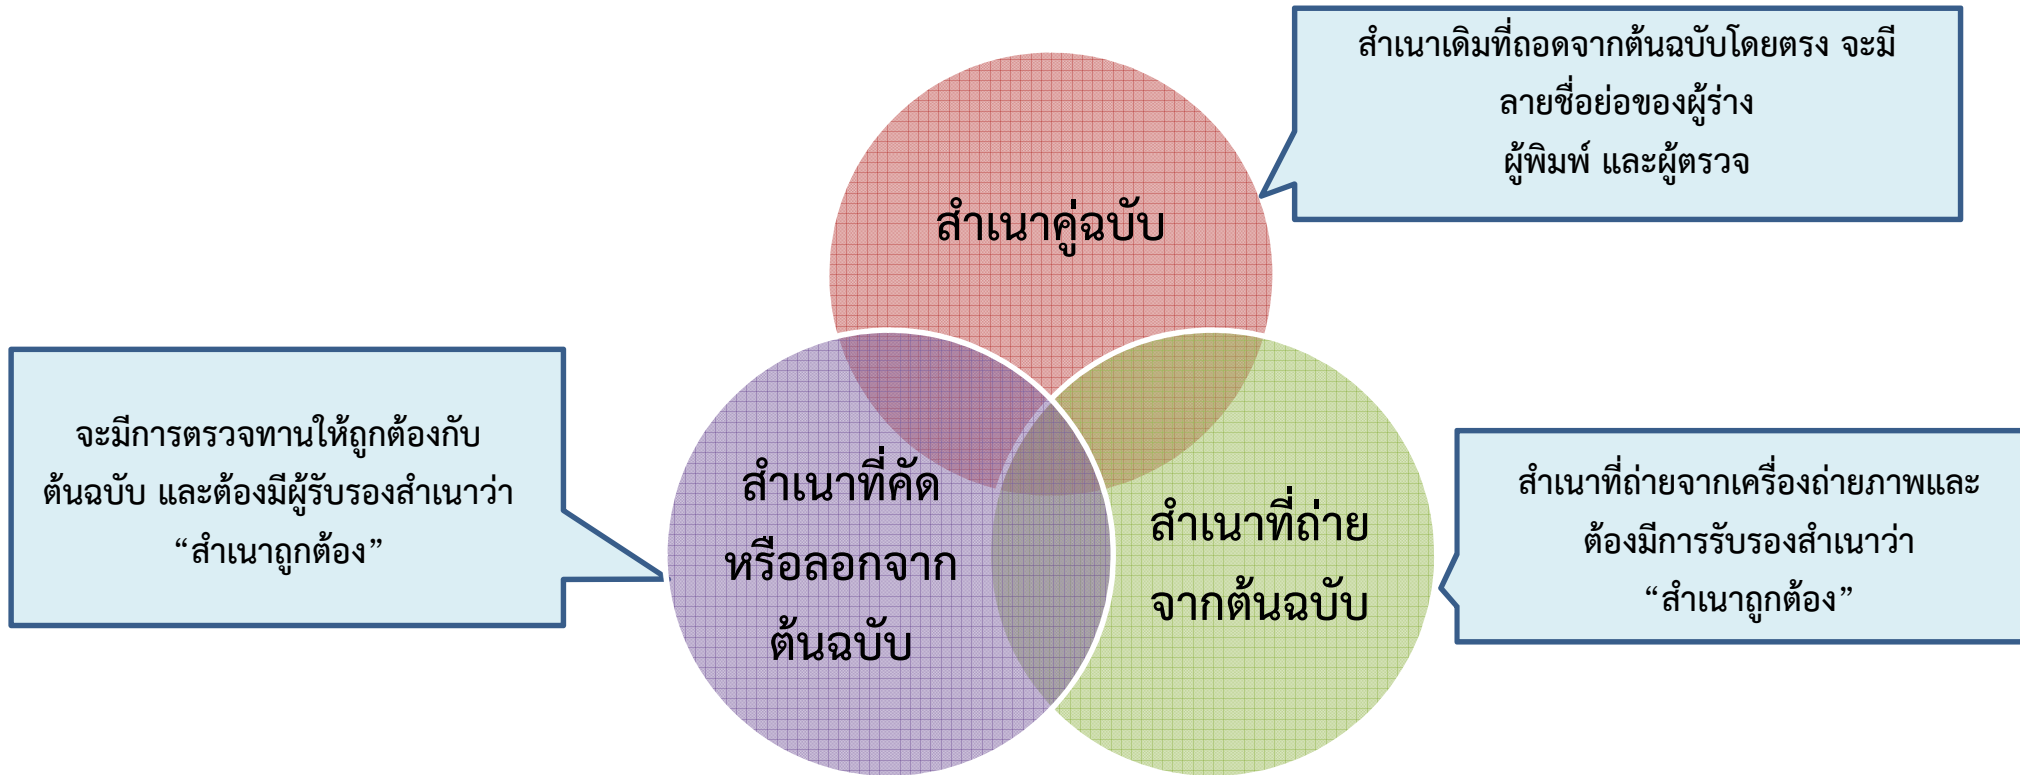 สำเนาเดิมที่ถอดจากต้นฉบับโดยตรง จะมี
ลายชื่อย่อของผู้ร่าง
ผู้พิมพ์ และผู้ตรวจ
สำเนาคู่ฉบับ
จะมีการตรวจทานให้ถูกต้องกับ
ต้นฉบับ และต้องมีผู้รับรองสำเนาว่า
“สำเนาถูกต้อง”
สำเนาที่คัด
หรือลอกจาก
ต้นฉบับ
สำเนาที่ถ่าย
จากต้นฉบับ
สำเนาที่ถ่ายจากเครื่องถ่ายภาพและ
ต้องมีการรับรองสำเนาว่า
“สำเนาถูกต้อง”